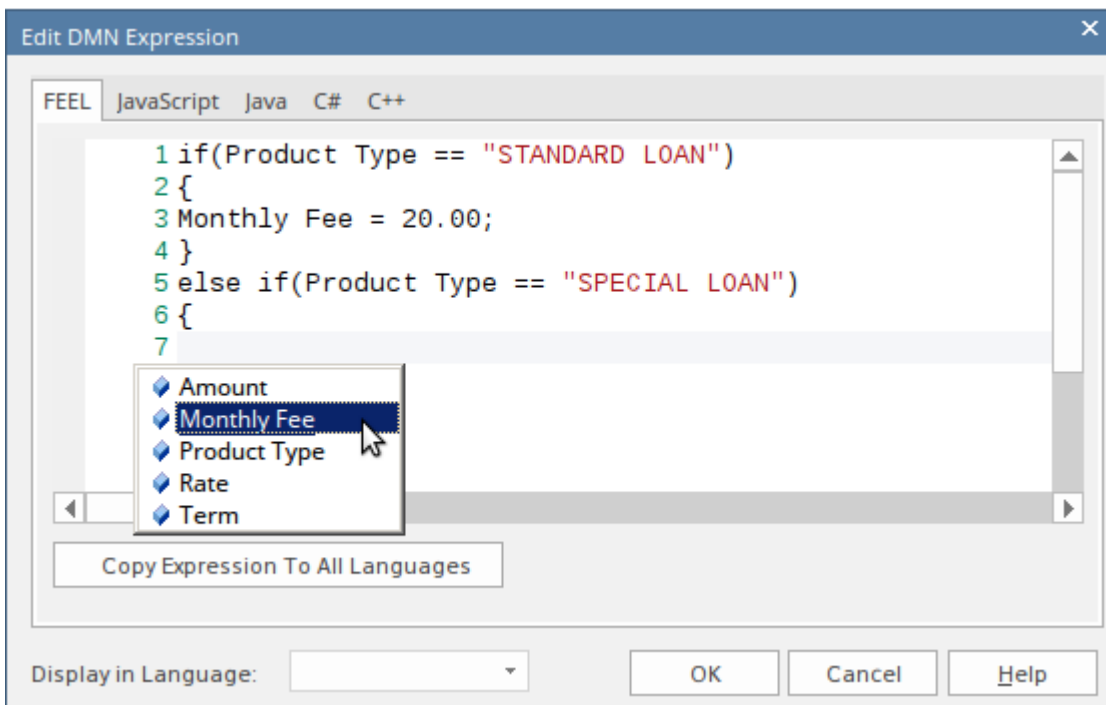 Edit DMN Expression
FEEL JavaScript Java C# C++
1 if(Product Type == "STANDARD LOAN")
2 {
3 Monthly Fee = 20.00;
4 }
5 else if(Product Type == "SPECIAL LOAN")
6 {
7
Amount
Monthly Fee
Product Type
Rate
Term
Copy Expression To All Languages
Display in Language: OK Cancel Help